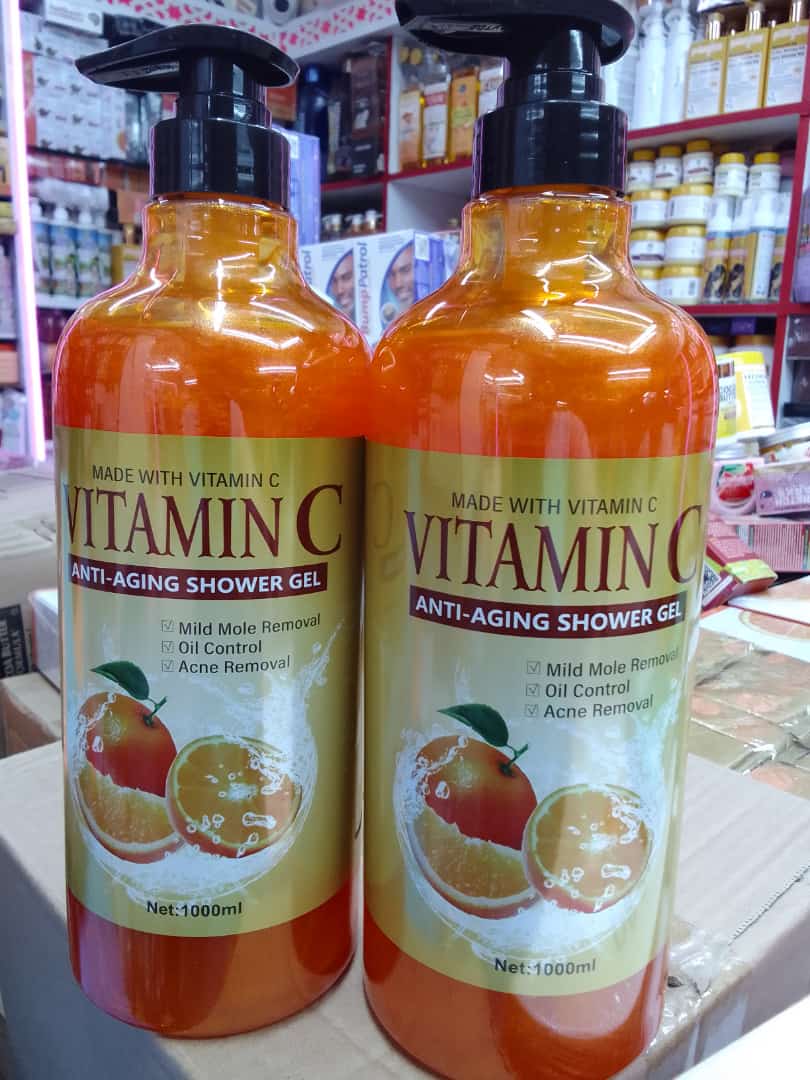 MADE WITH VITAMIN C
VITAMIN C
ANTI-AGING SHOWER GEL
☑ Mild Mole Removal
☑ Oil Control
☑ Acne Removal
Net:1000ml
MADE WITH VITAMIN C
VITAMIN C
ANTI-AGING SHOWER GEL
☑ Mild Mole Removal
☑ Oil Control
☑ Acne Removal
Net:1000ml
BumpPatrol